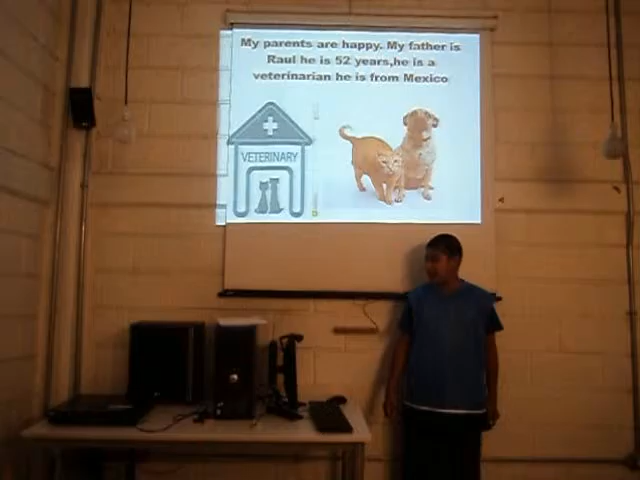 My parents are happy. My father is
Raul he is 52 years,he is a
veterinarian he is from Mexico
VETERINARY